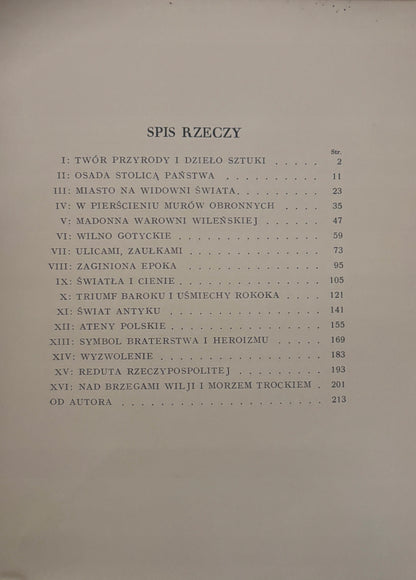 SPIS RZECZY
Str.
I: TWÓR PRZYRODY I DZIEŁO SZTUKI . . . . . 2
II: OSADA STOLICĄ PAŃSTWA . . . . . . . . . 11
III: MIASTO NA WIDOWNI ŚWIATA . . . . . . . . 23
IV: W PIERŚCIENIU MURÓW OBRONNYCH . . . . 35
V: MADONNA WAROWNI WILEŃSKIEJ . . . . . . 47
VI: WILNO GOTYCKIE . . . . . . . . . . . . 59
VII: ULICAMI, ZAUŁKAMI . . . . . . . . . . . 73
VIII: ZAGINIONA EPOKA . . . . . . . . . . . 95
IX: ŚWIATŁA I CIENIE . . . . . . . . . . . 105
X: TRIUMF BAROKU I UŚMIECHY ROKOKA . . . . 121
XI: ŚWIAT ANTYKU . . . . . . . . . . . . . 141
XII: ATENY POLSKIE . . . . . . . . . . . . 155
XIII: SYMBOL BRATERSTWA I HEROIZMU . . . . . 169
XIV: WYZWOLENIE . . . . . . . . . . . . . . 183
XV: REDUTA RZECZYPOSPOLITEJ . . . . . . . . 193
XVI: NAD BRZEGAMI WILJI I MORZEM TROCKIEM . 201
OD AUTORA . . . . . . . . . . . . . . . . . 213